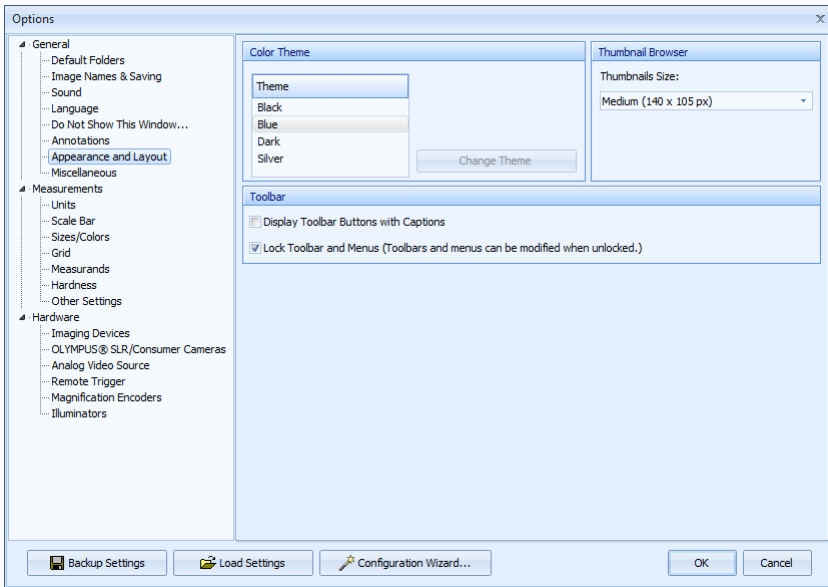 Options
x
General
Default Folders
Image Names & Saving
Sound
Language
Do Not Show This Window...
Annotations
Appearance and Layout
Miscellaneous
Measurements
Units
Scale Bar
Sizes/Colors
Grid
Measurands
Hardness
Other Settings
Hardware
Imaging Devices
OLYMPUS® SLR/Consumer Cameras
Analog Video Source
Remote Trigger
Magnification Encoders
Illuminators
Color Theme
Theme
Black
Blue
Dark
Silver
Change Theme
Thumbnail Browser
Thumbnails Size:
Medium (140 x 105 px)
Toolbar
Display Toolbar Buttons with Captions
Lock Toolbar and Menus (Toolbars and menus can be modified when unlocked.)
Backup Settings
Load Settings
Configuration Wizard...
OK
Cancel